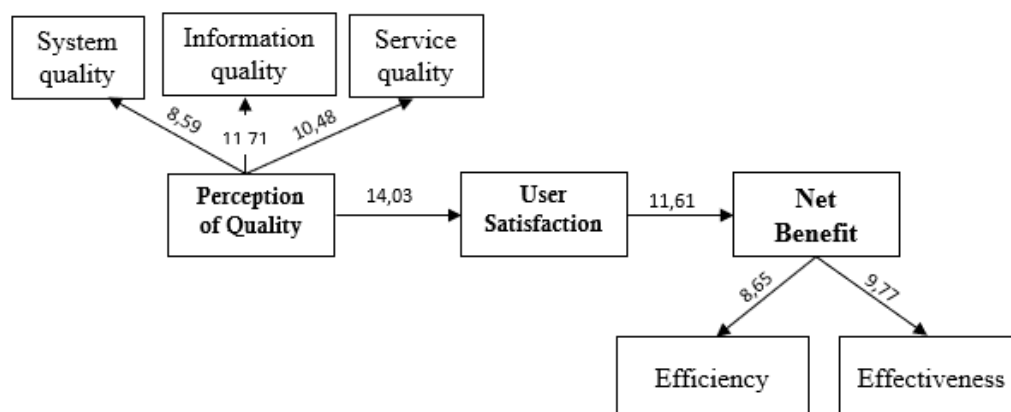 System
quality
Information
quality
Service
quality
8,59
11 71
10,48
Perception
of Quality
14,03
User
Satisfaction
11,61
Net
Benefit
8,65
9,77
Efficiency
Effectiveness